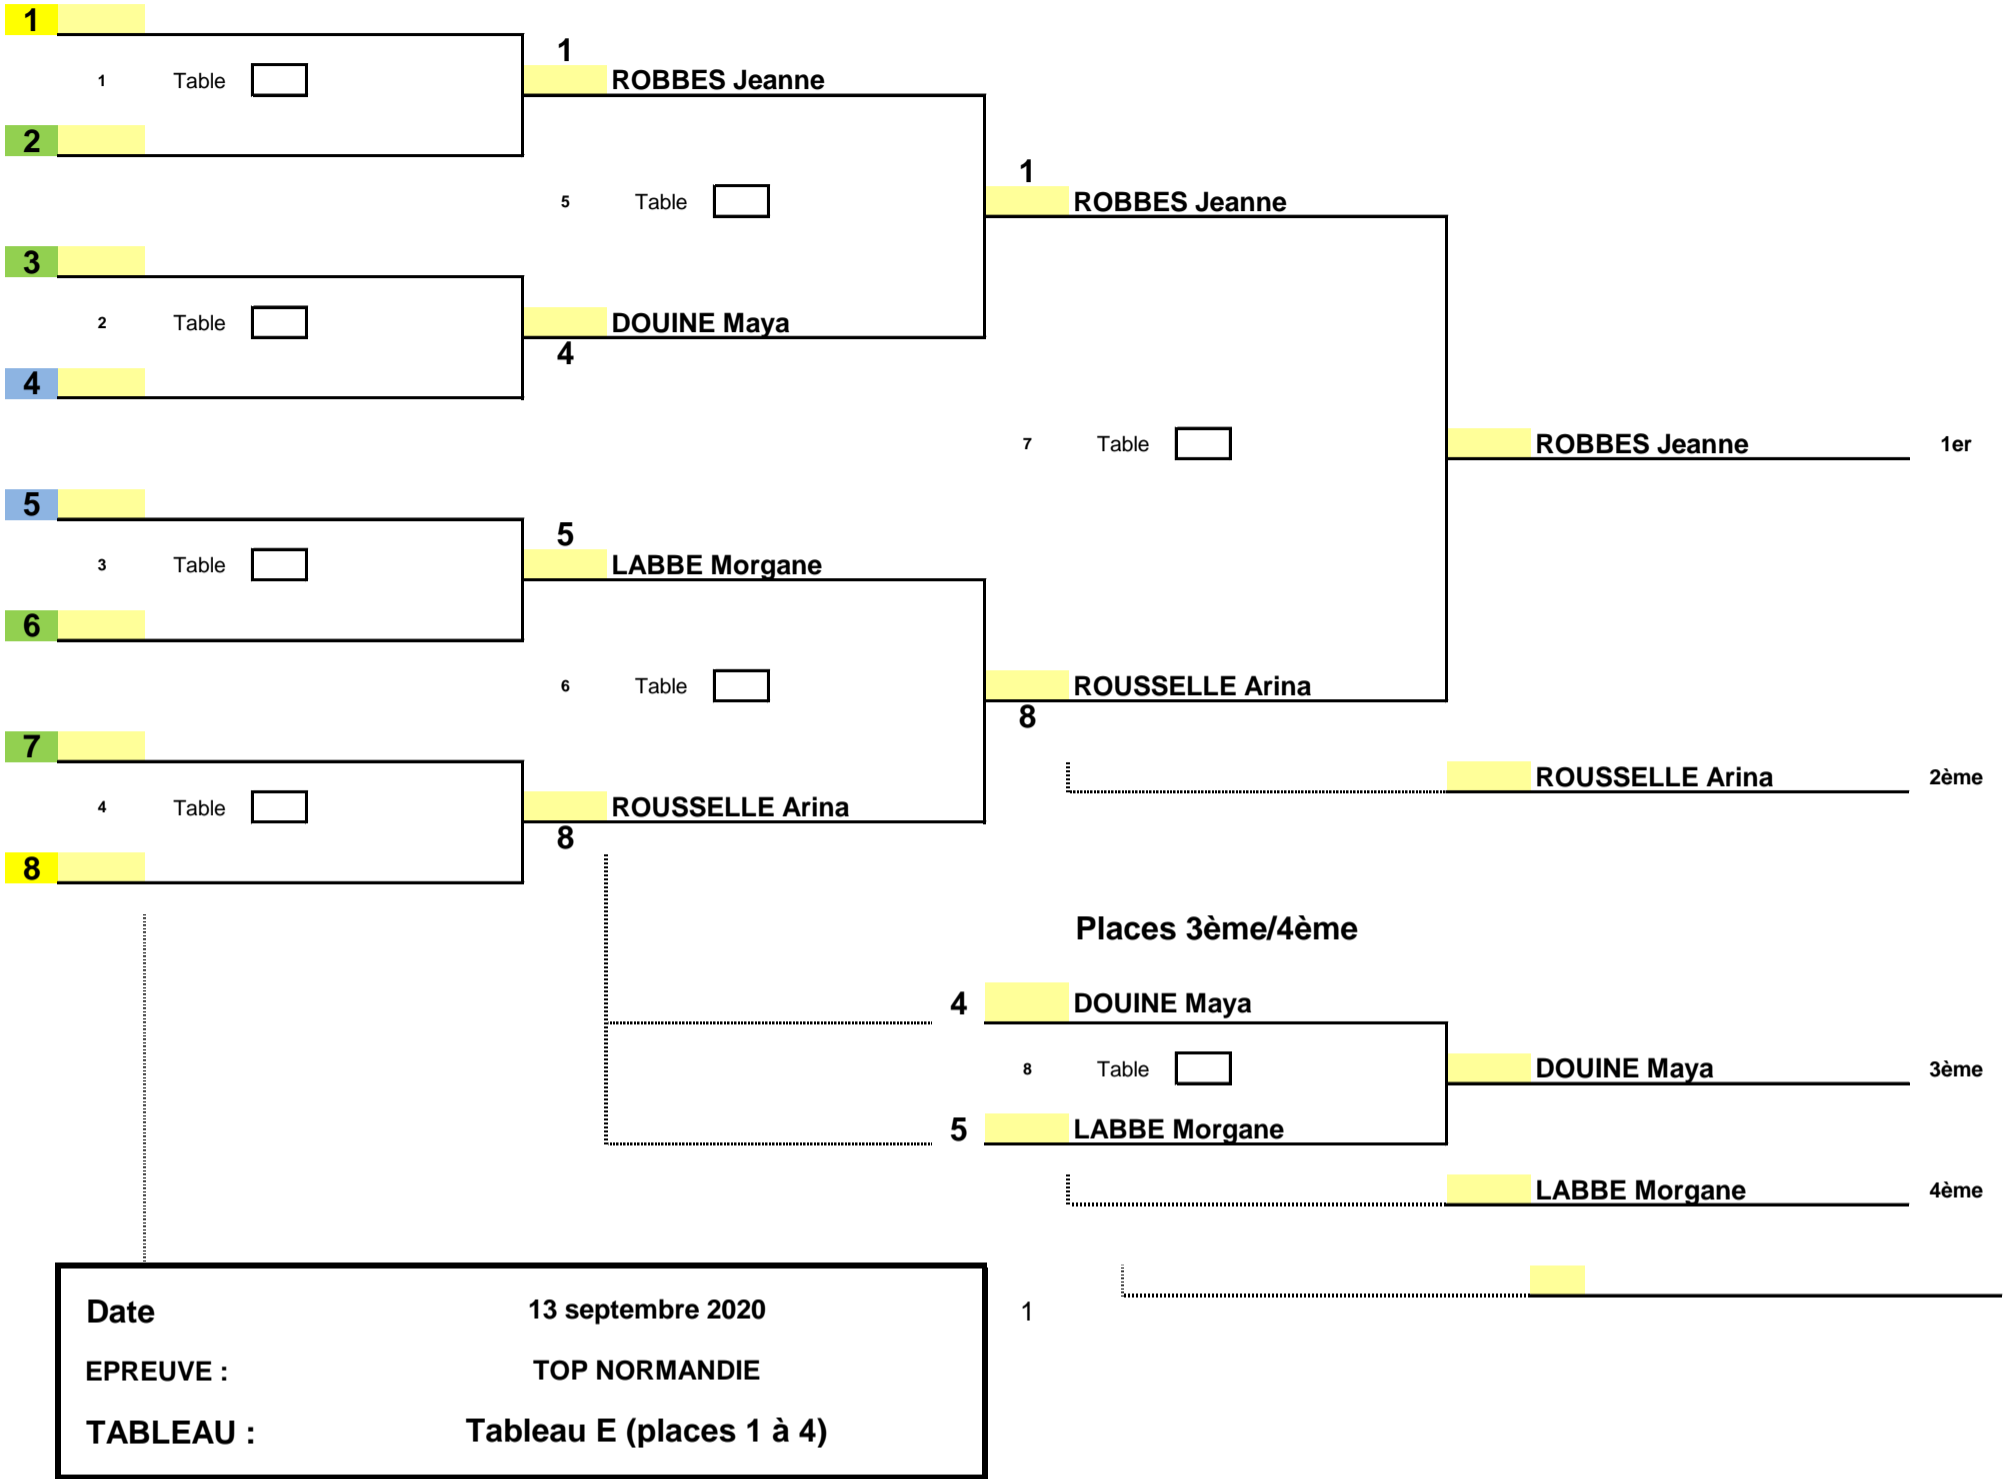 1
1
1 Table
ROBBES Jeanne
2
1
5 Table
ROBBES Jeanne
3
2 Table
DOUINE Maya
4
4
7 Table
ROBBES Jeanne 1er
5
5
3 Table
LABBE Morgane
6
6 Table
ROUSSELLE Arina
8
7
ROUSSELLE Arina 2ème
4 Table
ROUSSELLE Arina
8
8
Places 3ème/4ème
4 DOUINE Maya
8 Table
DOUINE Maya 3ème
5 LABBE Morgane
LABBE Morgane 4ème
Date 13 septembre 2020
1
EPREUVE : TOP NORMANDIE
TABLEAU : Tableau E (places 1 à 4)